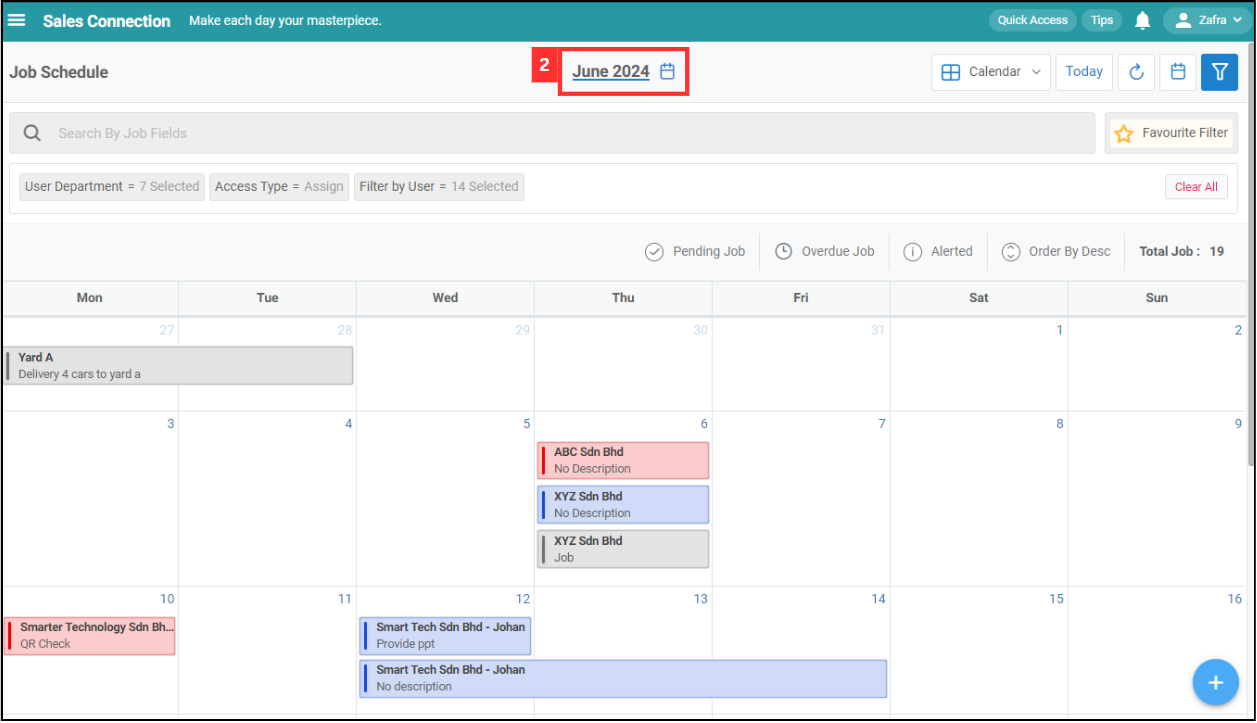 Sales Connection Make each day your masterpiece. Quick Access Tips Zafra
Job Schedule 2 June 2024 Calendar Today
Search By Job Fields Favourite Filter
User Department = 7 Selected Access Type = Assign Filter by User = 14 Selected Clear All
Pending Job Overdue Job Alerted Order By Desc Total Job : 19
Mon Tue Wed Thu Fri Sat Sun
27 28 29 30 31 1 2
Yard A
Delivery 4 cars to yard a
3 4 5 6 7 8 9
ABC Sdn Bhd
No Description
XYZ Sdn Bhd
No Description
XYZ Sdn Bhd
Job
10 11 12 13 14 15 16
Smarter Technology Sdn Bh... Smart Tech Sdn Bhd - Johan
QR Check Provide ppt
Smart Tech Sdn Bhd - Johan
No description